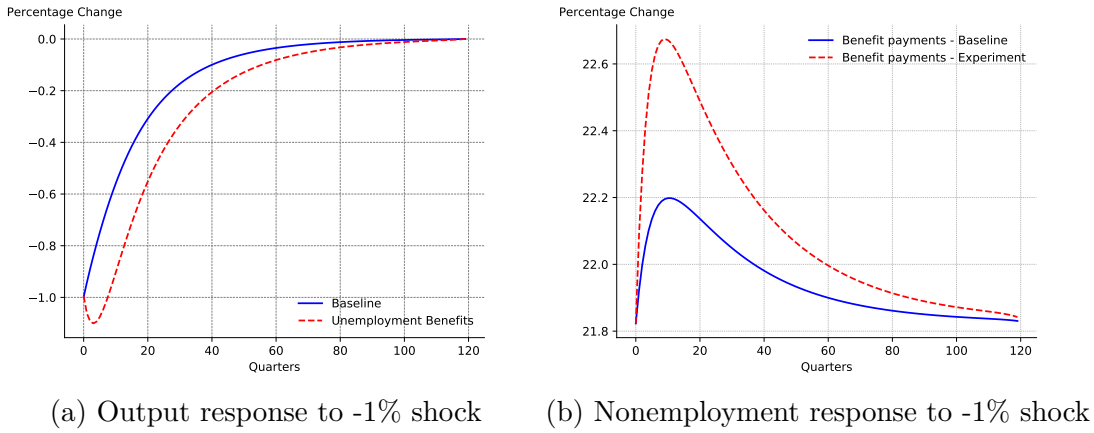 Percentage Change
0.0
−0.2
−0.4
−0.6
−0.8
−1.0
Baseline
Unemployment Benefits
0 20 40 60 80 100 120
Quarters
(a) Output response to -1% shock
Percentage Change
Benefit payments - Baseline
Benefit payments - Experiment
22.6
22.4
22.2
22.0
21.8
0 20 40 60 80 100 120
Quarters
(b) Nonemployment response to -1% shock